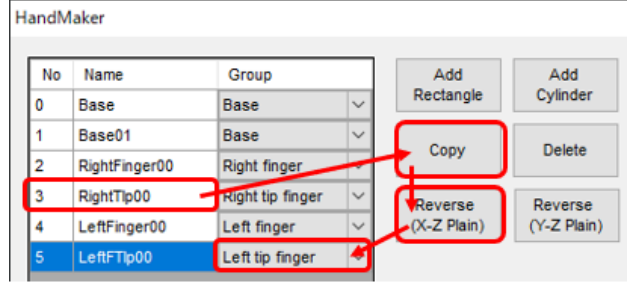 HandMaker
No Name Group
0 Base Base
1 Base01 Base
2 RightFinger00 Right finger
3 RightTIp00 Right tip finger
4 LeftFinger00 Left finger
5 LeftFTIp00 Left tip finger
Add
Rectangle
Add
Cylinder
Copy
Delete
Reverse
(X-Z Plain)
Reverse
(Y-Z Plain)